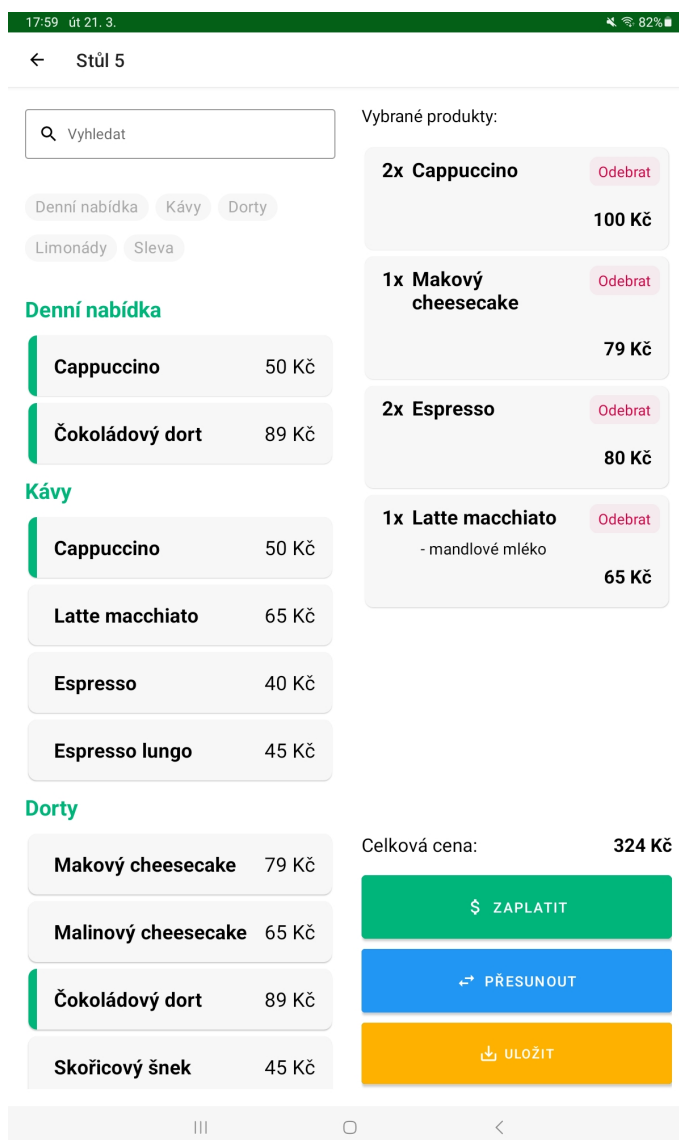 17:59 út 21. 3.
82%
Stůl 5
Vyhledat
Denní nabídka Kávy Dorty
Limonády Sleva
Denní nabídka
Cappuccino 50 Kč
Čokoládový dort 89 Kč
Kávy
Cappuccino 50 Kč
Latte macchiato 65 Kč
Espresso 40 Kč
Espresso lungo 45 Kč
Dorty
Makový cheesecake 79 Kč
Malinový cheesecake 65 Kč
Čokoládový dort 89 Kč
Skořicový šnek 45 Kč
Vybrané produkty:
2x Cappuccino Odebrat
100 Kč
1x Makový Odebrat
cheesecake
79 Kč
2x Espresso Odebrat
80 Kč
1x Latte macchiato Odebrat
- mandlové mléko
65 Kč
Celková cena: 324 Kč
$ ZAPLATIT
PŘESUNOUT
ULOŽIT